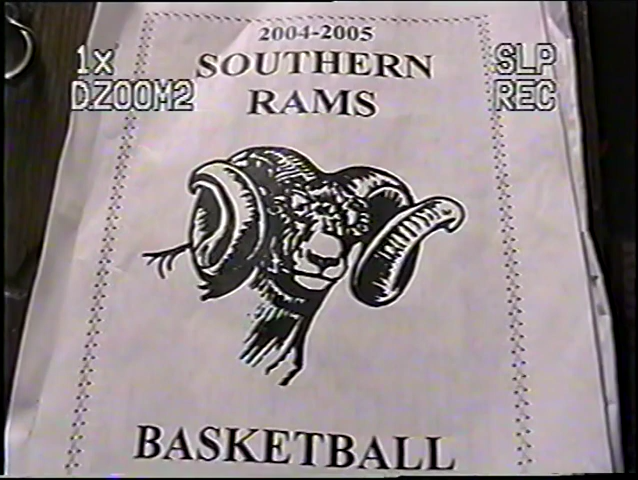 2004-2005
SOUTHERN
RAMS
BASKETBALL
1x
DZOOM2
SLP
REC